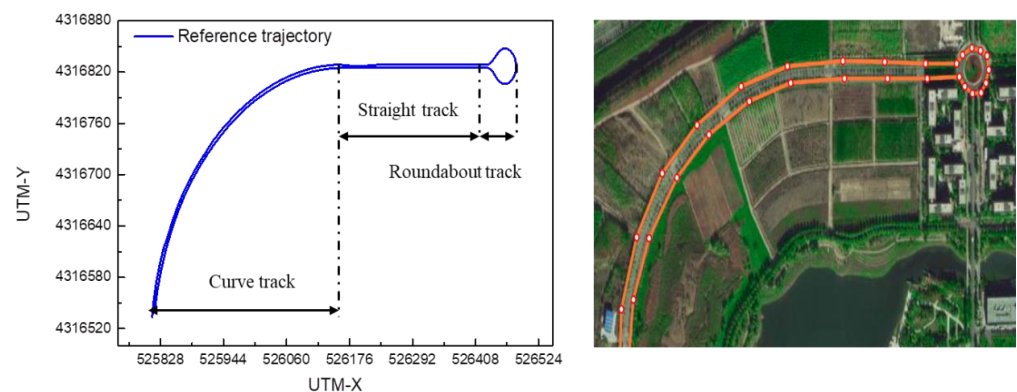 4316880
4316820
4316760
4316700
4316640
4316580
4316520
UTM-Y
Reference trajectory
Straight track
Roundabout track
Curve track
525828 525944 526060 526176 526292 526408 526524
UTM-X